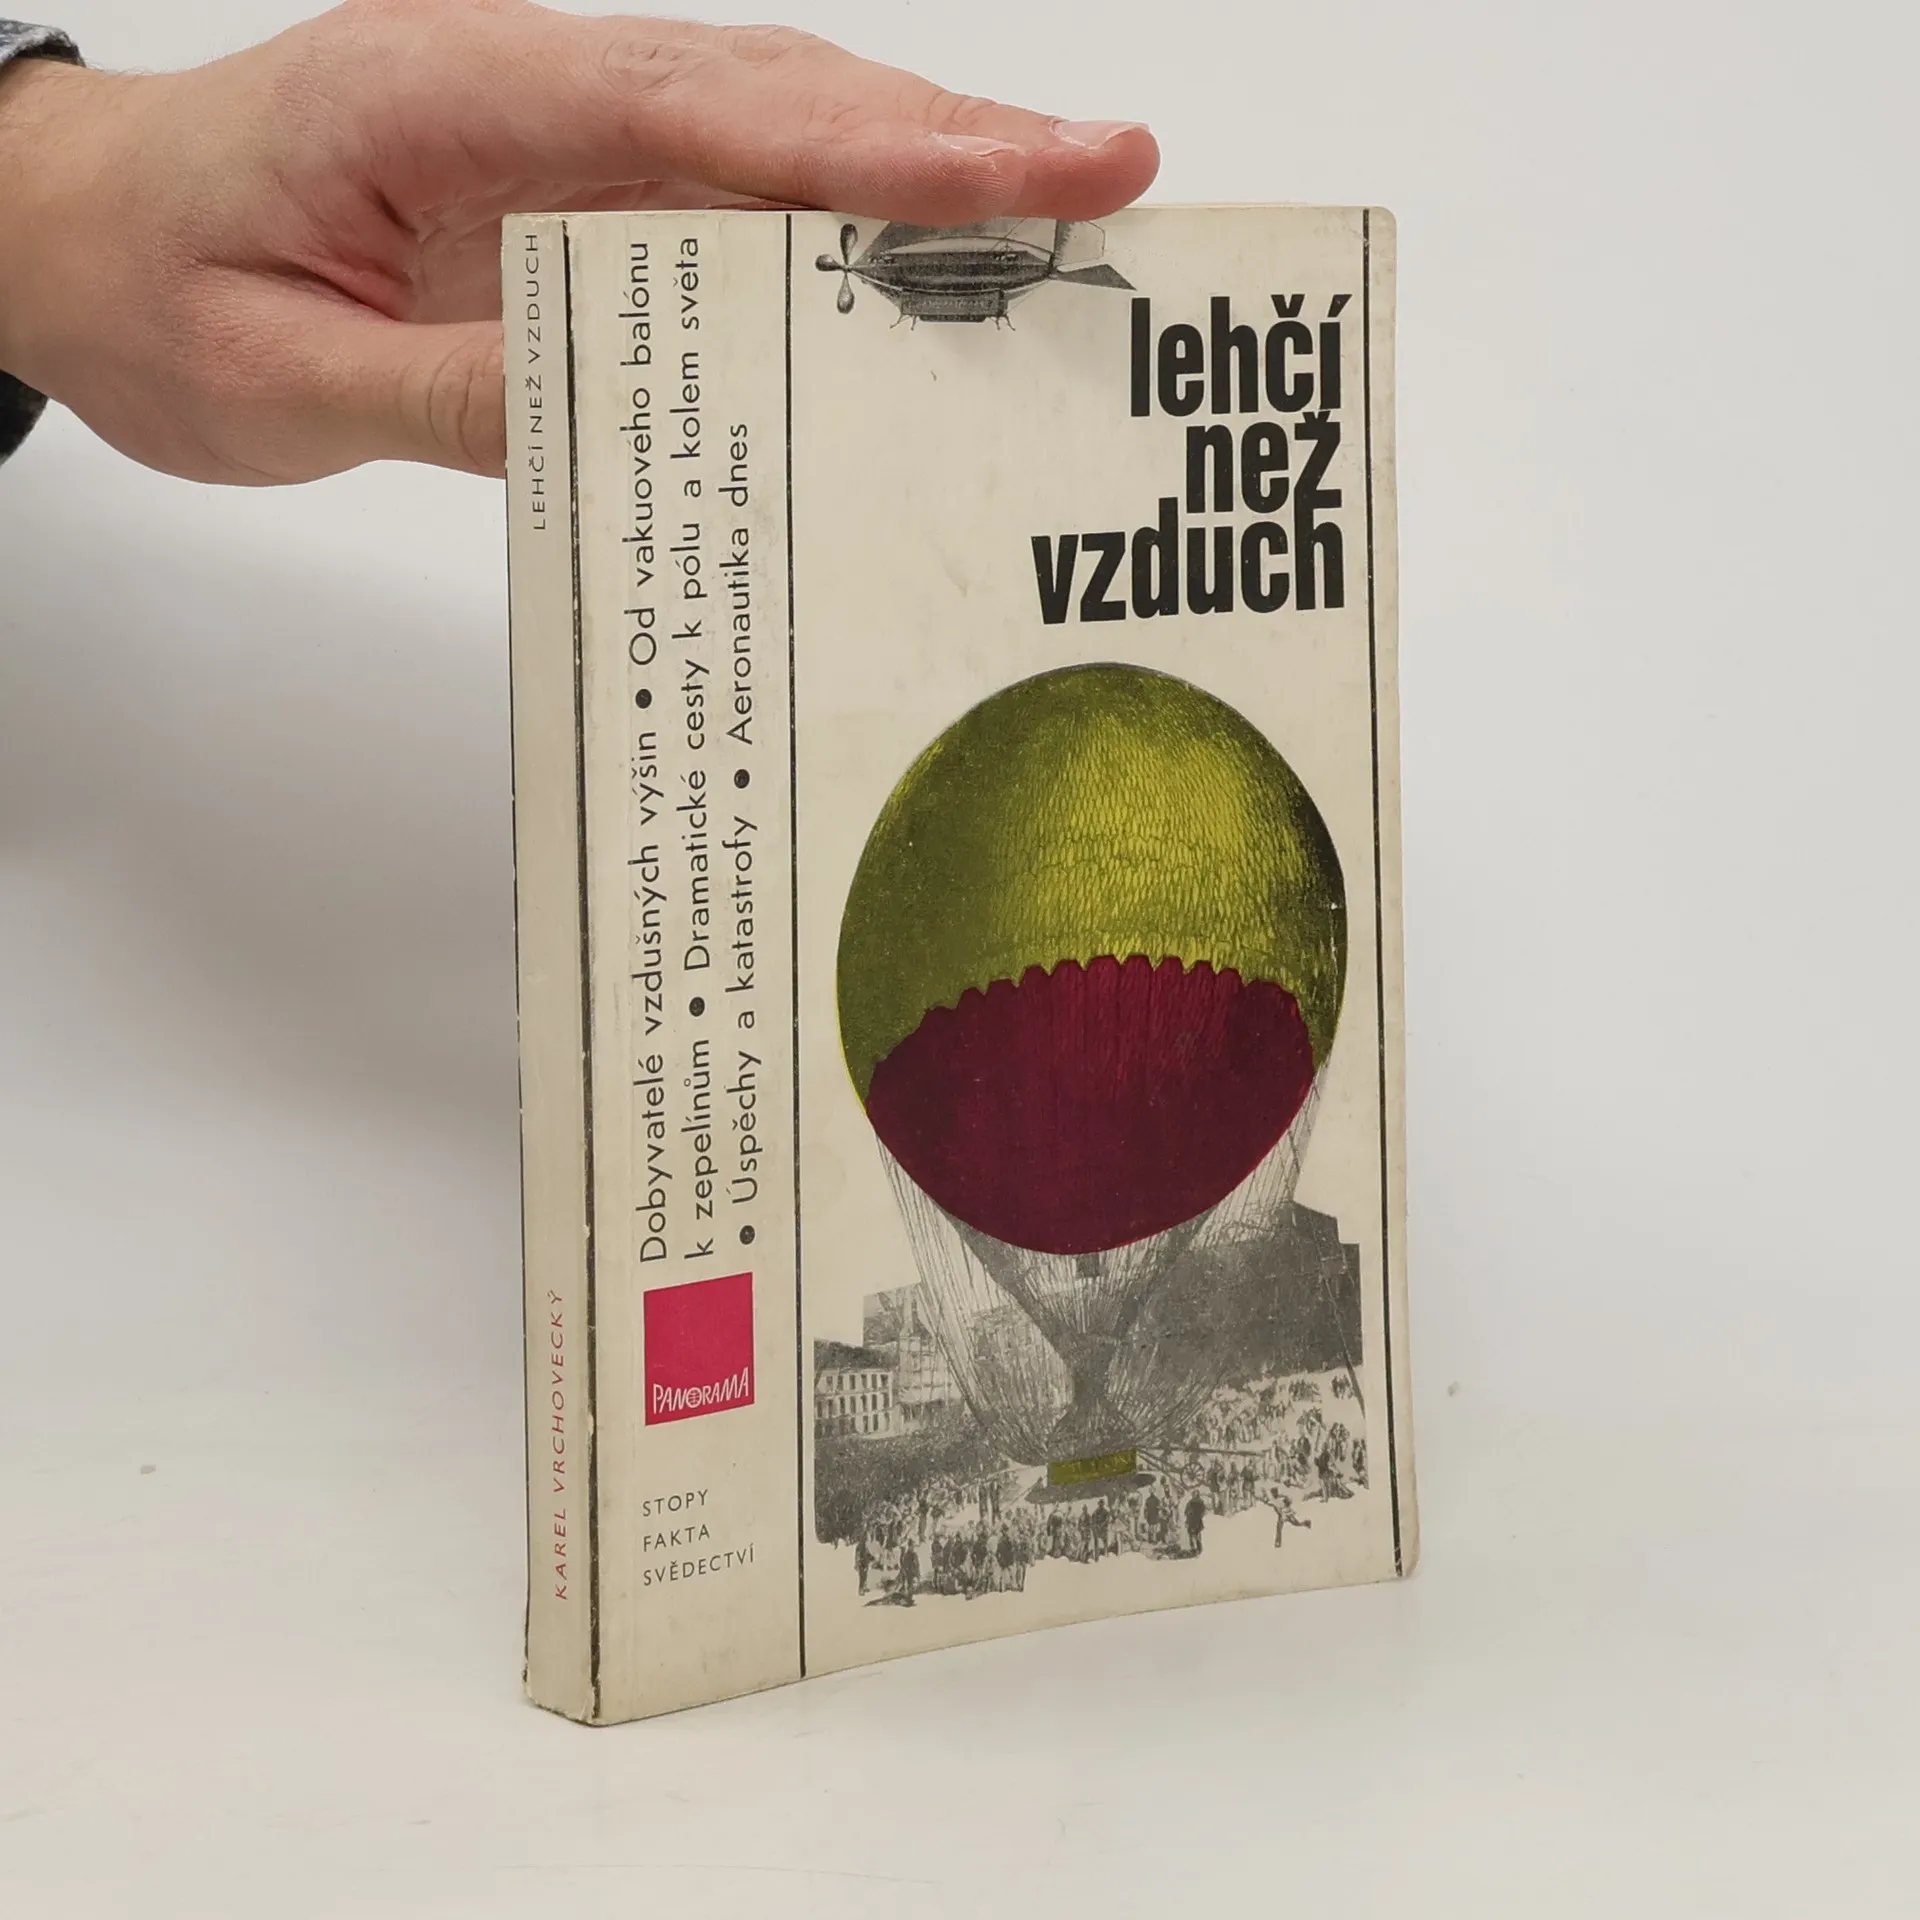 LEHČÍ NEŽ VZDUCH
KAREL VRCHOVECKÝ
Dobyvatelé vzdušných výšin ● Od vakuového balónu
k zepelínům ● Dramatické cesty k pólu a kolem světa
● Úspěchy a katastrofy ● Aeronautika dnes
PANORAMA
STOPY
FAKTA
SVĚDECTVÍ
lehčí
než
vzduch